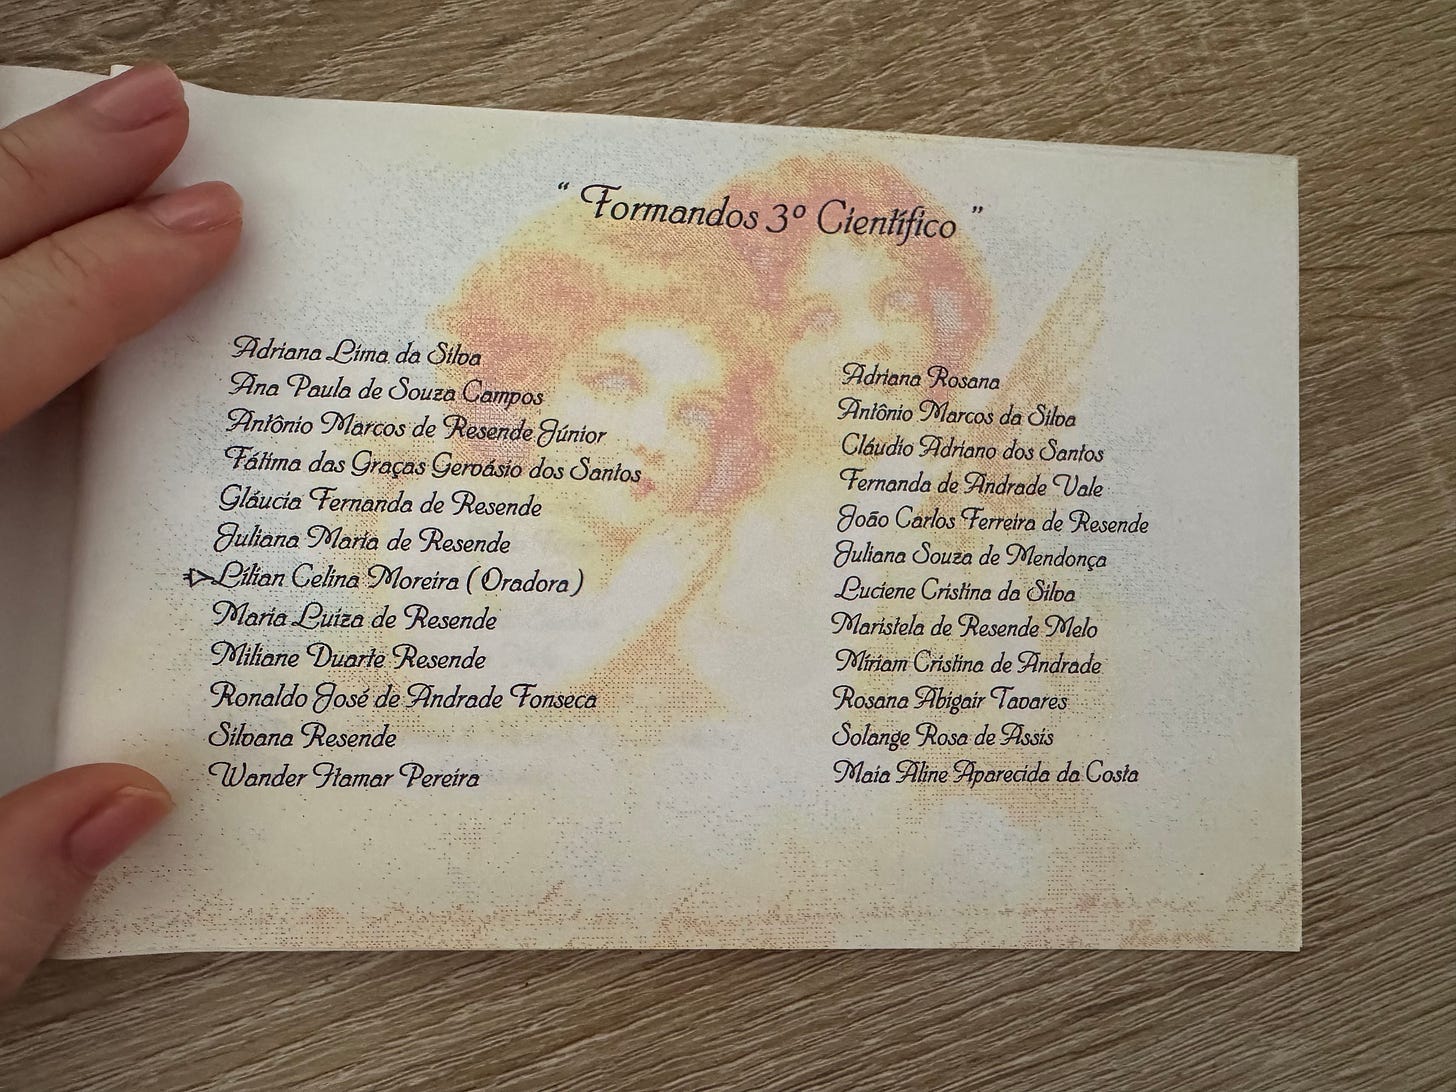 “ Formandos 3º Científico ”
Adriana Lima da Silva
Ana Paula de Souza Campos
Antônio Marcos de Resende Júnior
Fátima das Graças Gervásio dos Santos
Gláucia Fernanda de Resende
Juliana Maria de Resende
Lílian Celina Moreira ( Oradora )
Maria Luíza de Resende
Miliane Duarte Resende
Ronaldo José de Andrade Fonseca
Silvana Resende
Wander Itamar Pereira
Adriana Rosana
Antônio Marcos da Silva
Cláudio Adriano dos Santos
Fernanda de Andrade Vale
João Carlos Ferreira de Resende
Juliana Souza de Mendonça
Luciene Cristina da Silva
Maristela de Resende Melo
Míriam Cristina de Andrade
Rosana Abigair Tavares
Solange Rosa de Assis
Maia Aline Aparecida da Costa